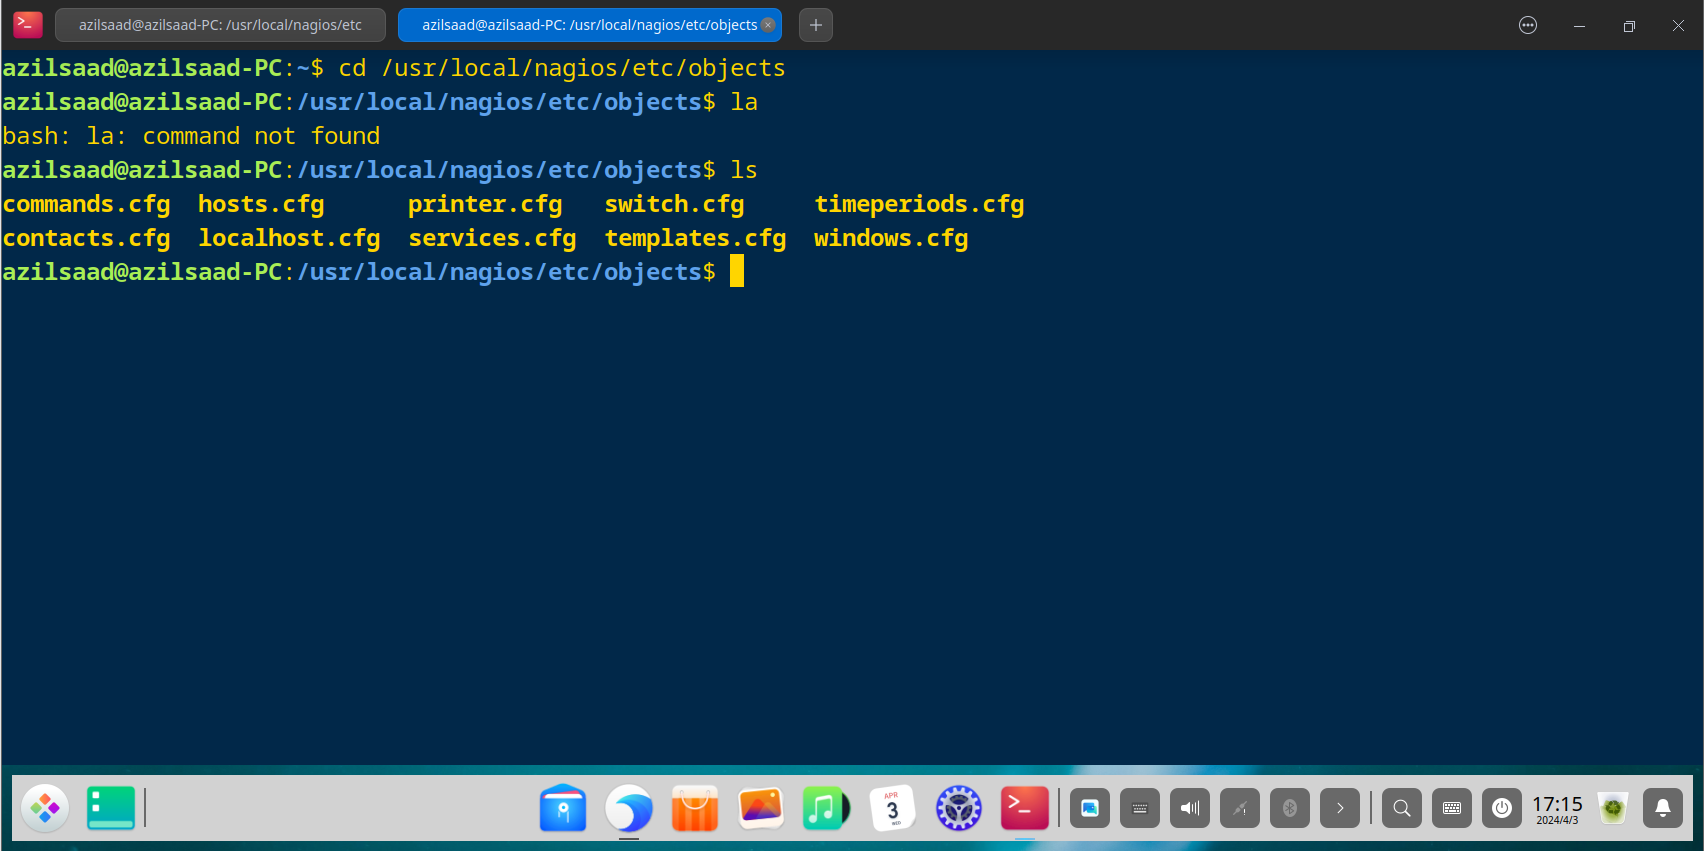 azilsaad@azilsaad-PC: /usr/local/nagios/etc
azilsaad@azilsaad-PC: /usr/local/nagios/etc/objects
azilsaad@azilsaad-PC:~$ cd /usr/local/nagios/etc/objects
azilsaad@azilsaad-PC:/usr/local/nagios/etc/objects$ la
bash: la: command not found
azilsaad@azilsaad-PC:/usr/local/nagios/etc/objects$ ls
commands.cfg  hosts.cfg      printer.cfg   switch.cfg     timeperiods.cfg
contacts.cfg  localhost.cfg  services.cfg  templates.cfg  windows.cfg
azilsaad@azilsaad-PC:/usr/local/nagios/etc/objects$
APR
3
WED
17:15
2024/4/3